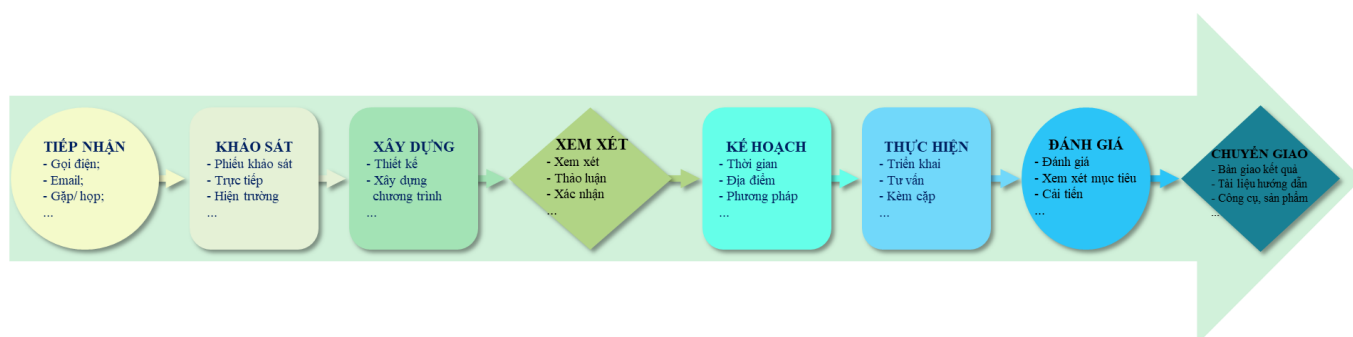 TIẾP NHẬN
- Gọi điện;
- Email;
- Gặp/ họp;
...
KHẢO SÁT
- Phiếu khảo sát
- Trực tiếp
- Hiện trường
...
XÂY DỰNG
- Thiết kế
- Xây dựng
chương trình
...
XEM XÉT
- Xem xét
- Thảo luận
- Xác nhận
...
KẾ HOẠCH
- Thời gian
- Địa điểm
- Phương pháp
...
THỰC HIỆN
- Triển khai
- Tư vấn
- Kèm cặp
...
ĐÁNH GIÁ
- Đánh giá
- Xem xét mục tiêu
- Cải tiến
...
CHUYỂN GIAO
- Bàn giao kết quả
- Tài liệu hướng dẫn
- Công cụ, sản phẩm
...